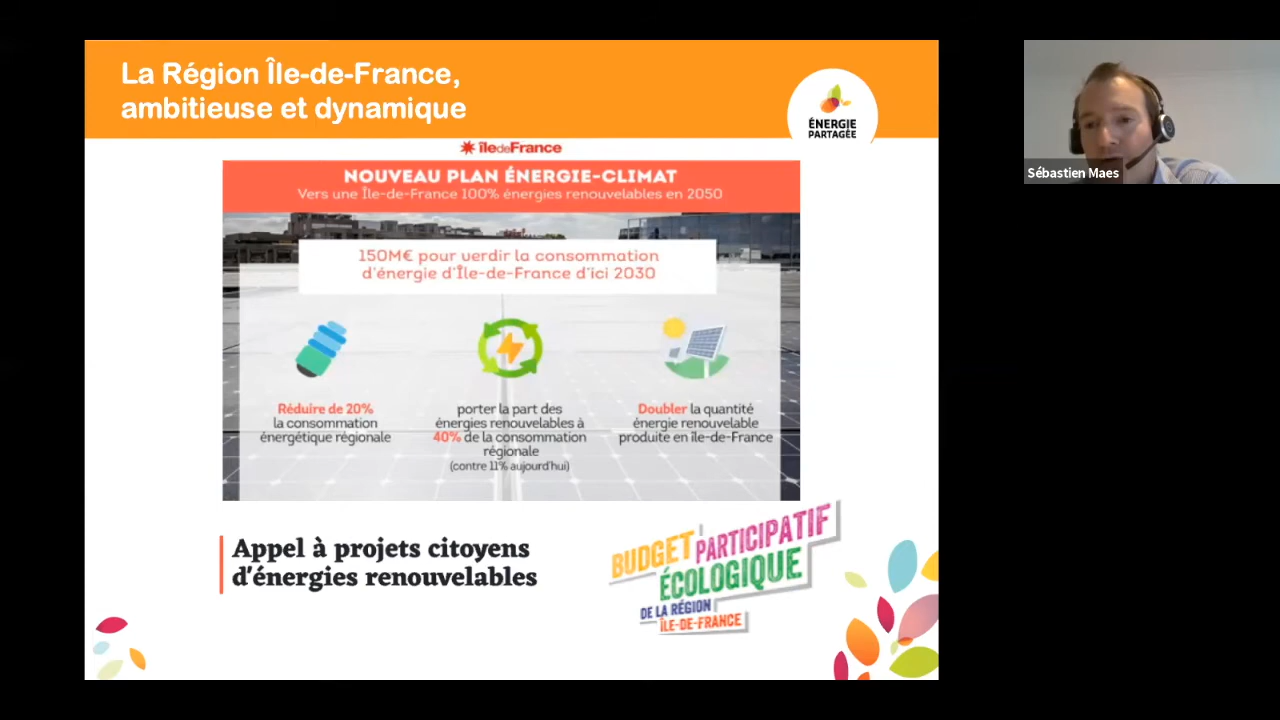 La Région Île-de-France,
ambitieuse et dynamique
ÉNERGIE
PARTAGÉE
îledeFrance
NOUVEAU PLAN ÉNERGIE-CLIMAT
Vers une Île-de-France 100% énergies renouvelables en 2050
150M€ pour verdir la consommation
d'énergie d'Île-de-France d'ici 2030
Réduire de 20%
la consommation
énergétique régionale
porter la part des
énergies renouvelables à
40% de la consommation
régionale
(contre 11% aujourd'hui)
Doubler la quantité
énergie renouvelable
produite en île-de-France
Appel à projets citoyens
d'énergies renouvelables
BUDGET PARTICIPATIF
ÉCOLOGIQUE
DE LA RÉGION
ÎLE-DE-FRANCE
Sébastien Maes